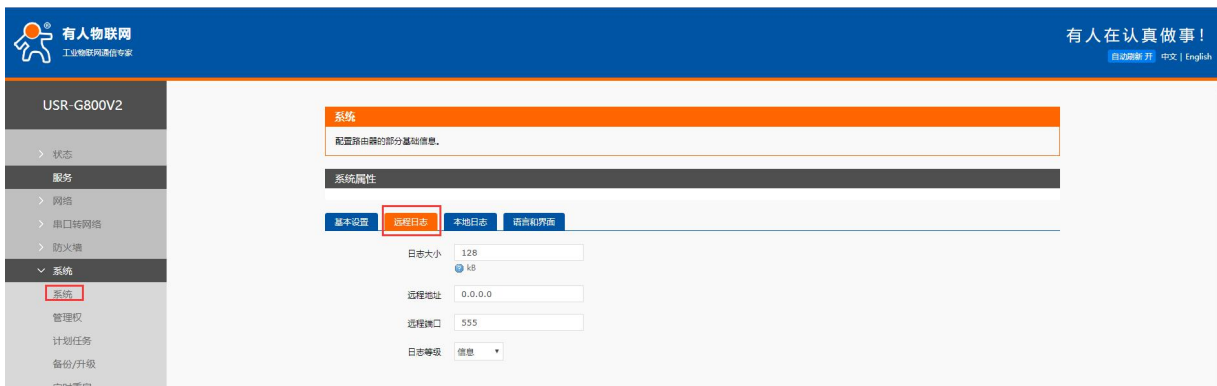 有人物联网
工业物联网通信专家
有人在认真做事!
自动刷新 开 中文 | English
USR-G800V2
状态
服务
网络
串口转网络
防火墙
系统
系统
管理权
计划任务
备份/升级
系统
配置路由器的部分基础信息。
系统属性
基本设置 远程日志 本地日志 语言和界面
日志大小 128
kB
远程地址 0.0.0.0
远程端口 555
日志等级 信息